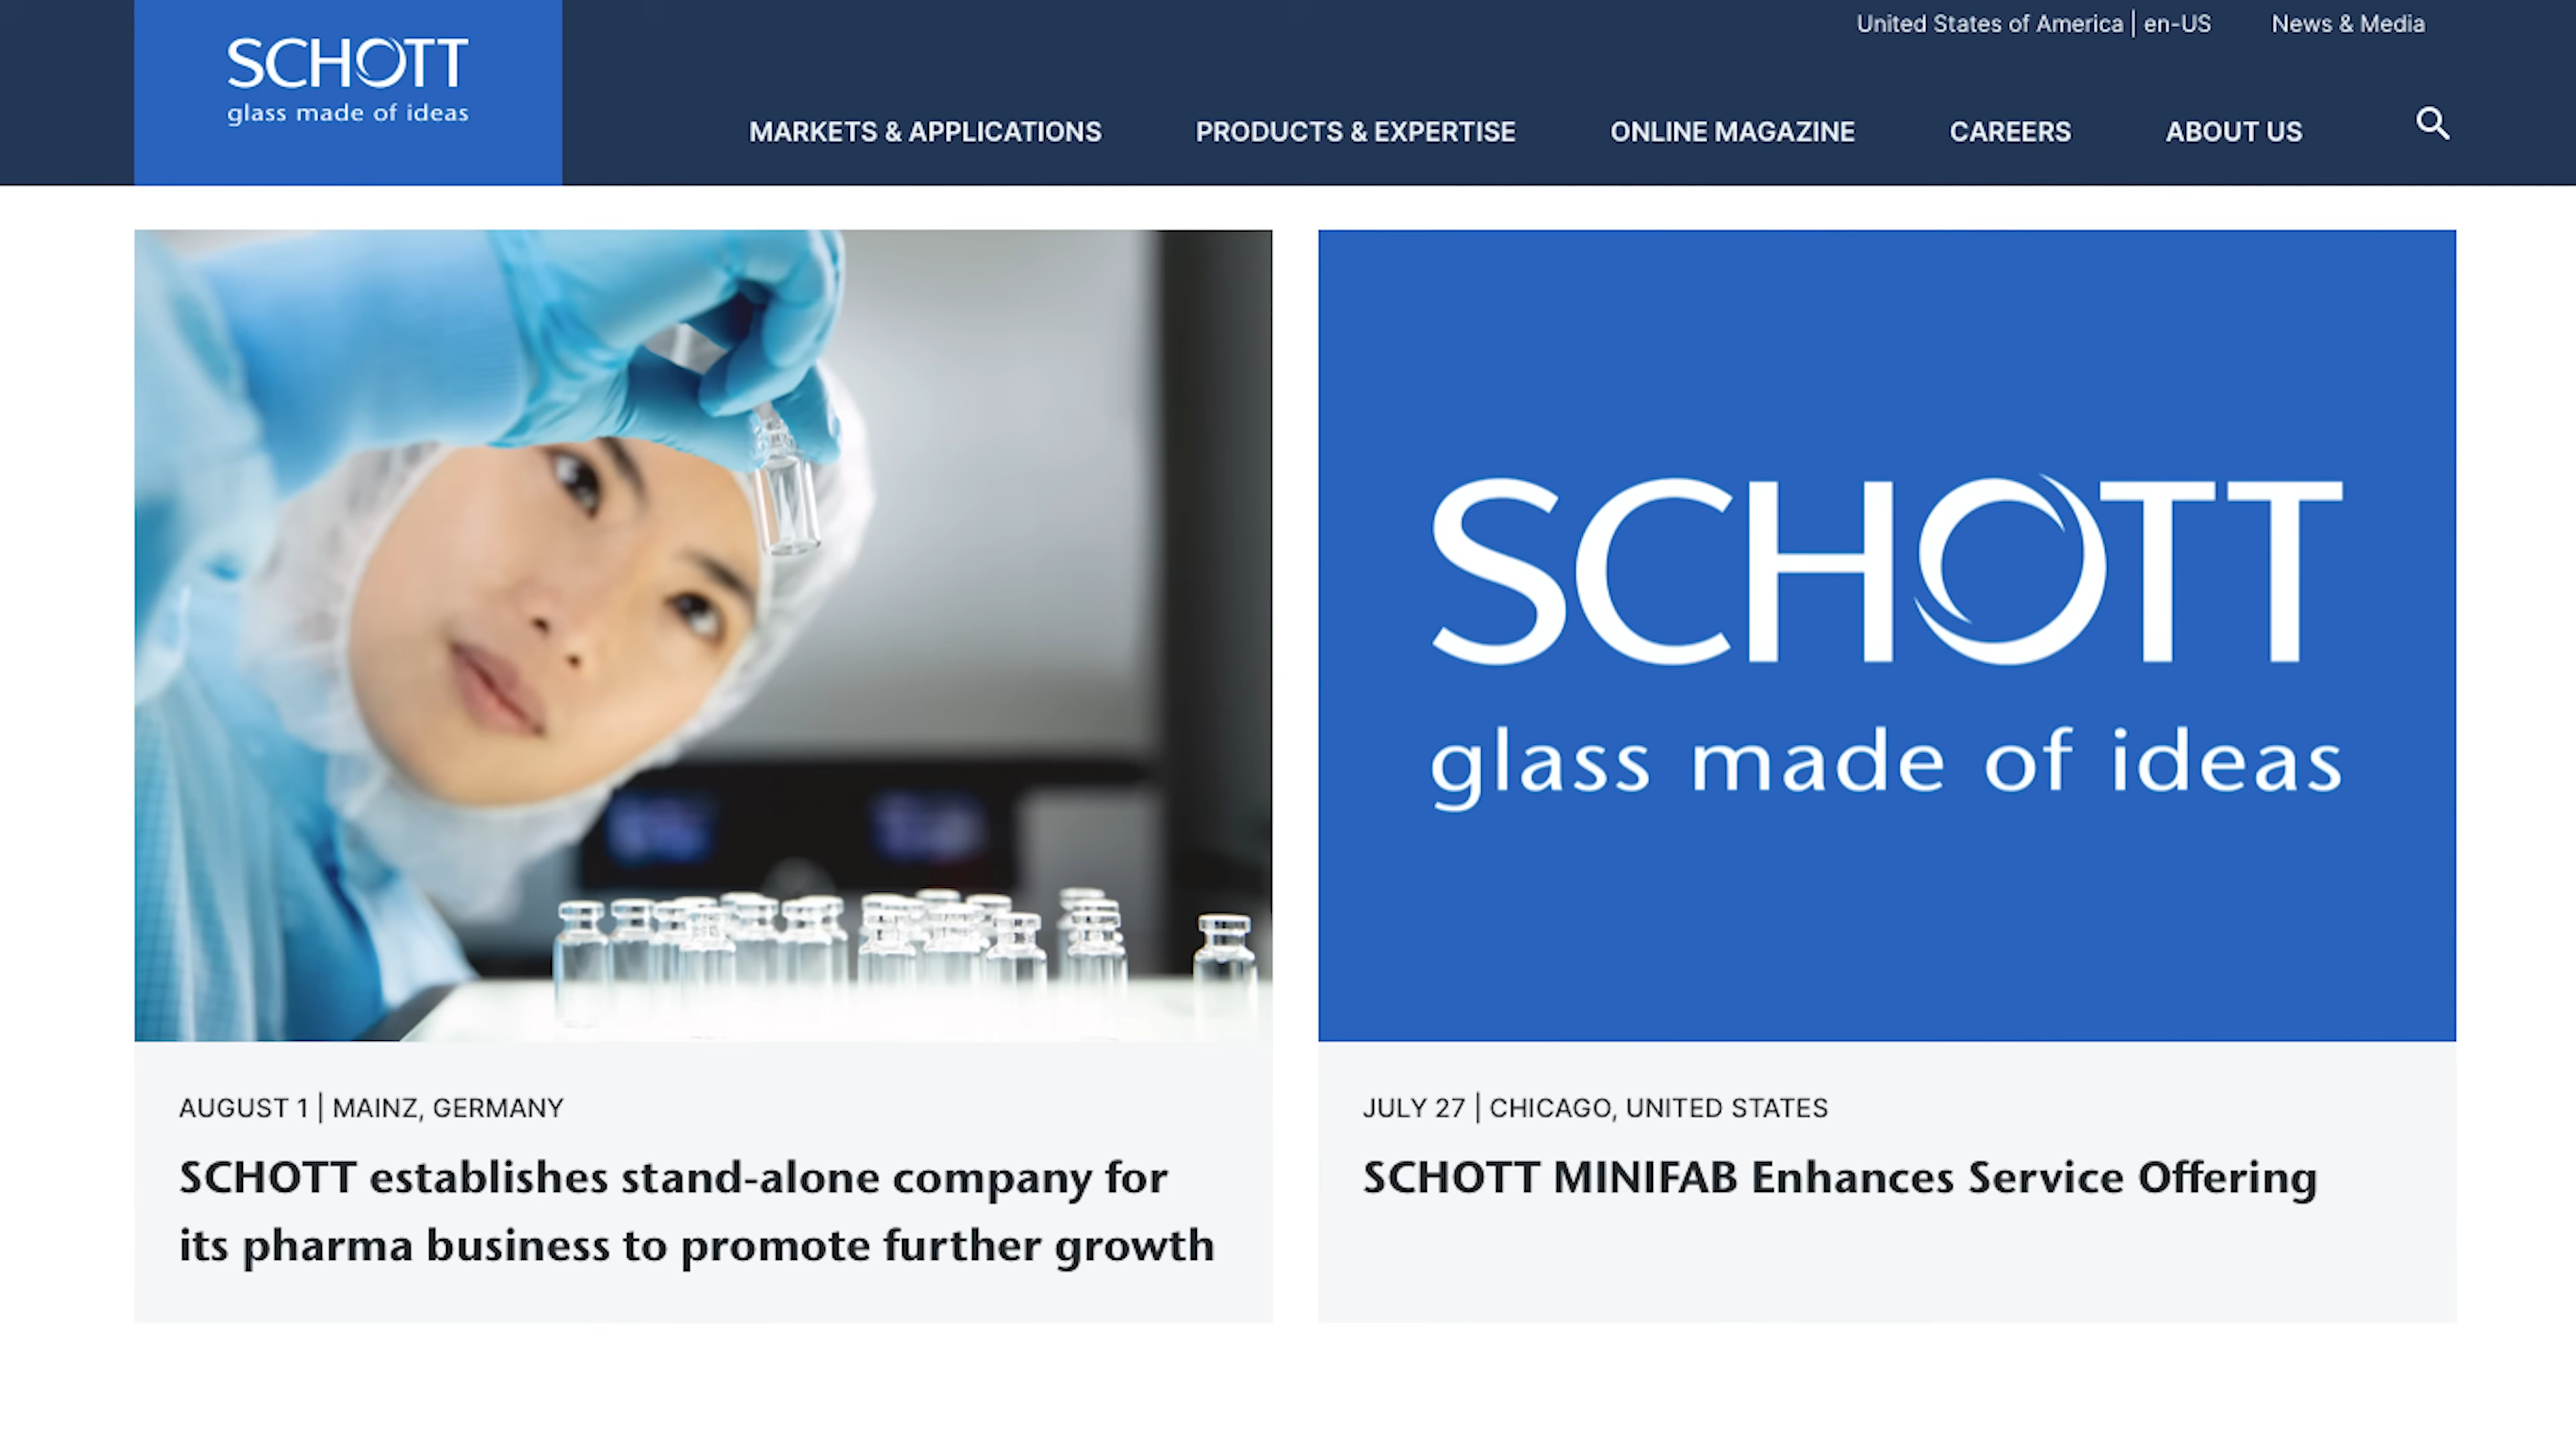 SCHOTT
glass made of ideas
United States of America | en-US
News & Media
MARKETS & APPLICATIONS
PRODUCTS & EXPERTISE
ONLINE MAGAZINE
CAREERS
ABOUT US
SCHOTT
glass made of ideas
AUGUST 1 | MAINZ, GERMANY
SCHOTT establishes stand-alone company for
its pharma business to promote further growth
JULY 27 | CHICAGO, UNITED STATES
SCHOTT MINIFAB Enhances Service Offering